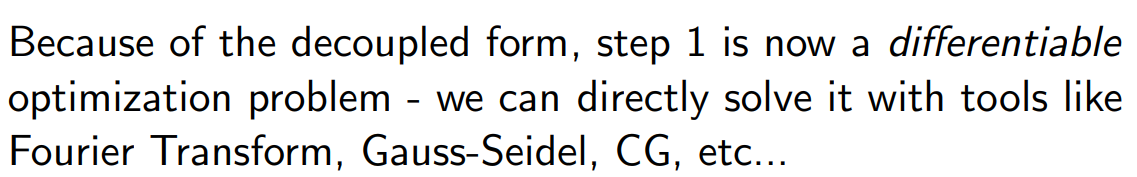 Because of the decoupled form, step 1 is now a differentiable
optimization problem - we can directly solve it with tools like
Fourier Transform, Gauss-Seidel, CG, etc...